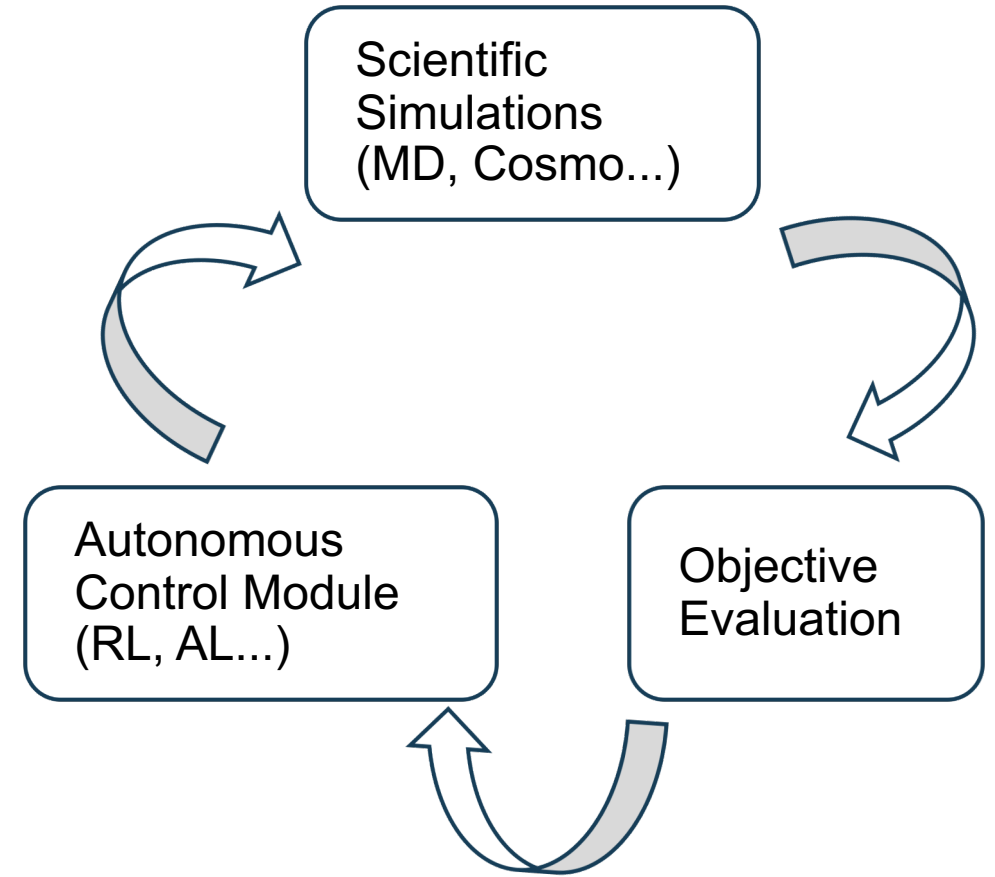 Scientific
Simulations
(MD, Cosmo...)
Autonomous
Control Module
(RL, AL...)
Objective
Evaluation